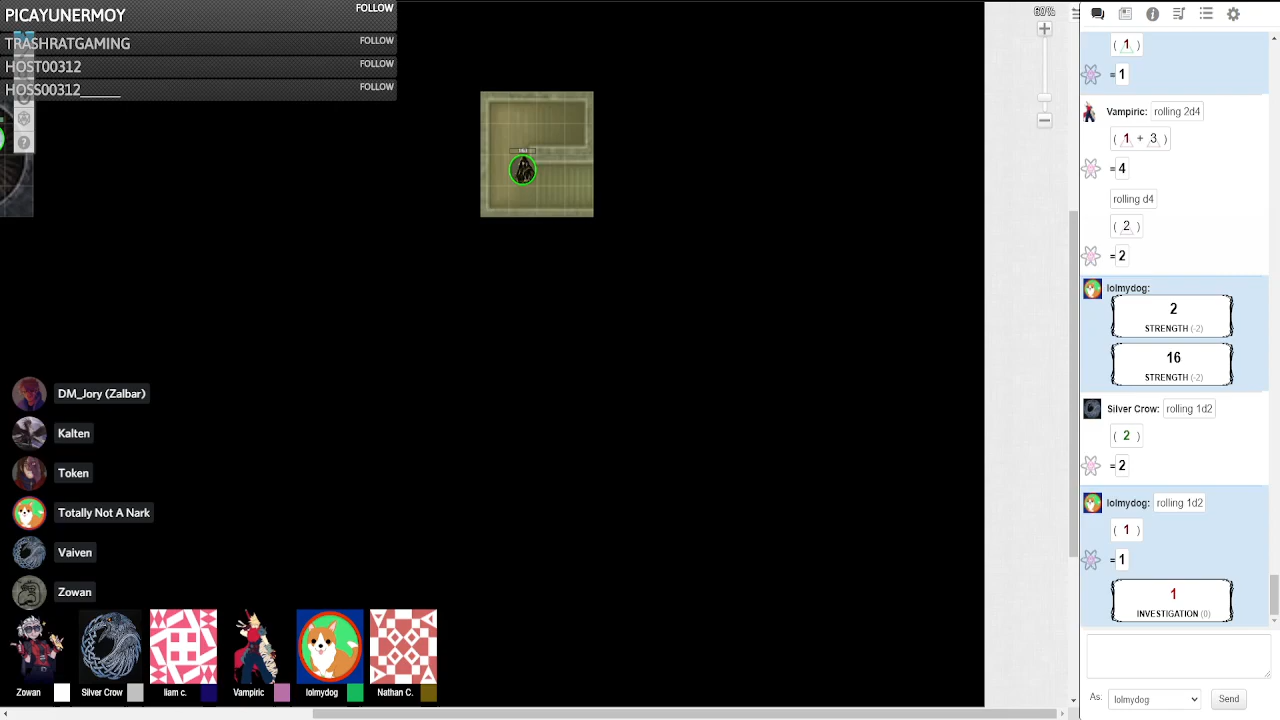 PICAYUNERMOY FOLLOW
TRASHRATGAMING FOLLOW
HOST00312 FOLLOW
HOSS00312______ FOLLOW
60%
( 1 )
=1
Vampiric: rolling 2d4
( 1 + 3 )
=4
rolling d4
( 2 )
=2
lolmydog:
2
STRENGTH (-2)
16
STRENGTH (-2)
Silver Crow: rolling 1d2
( 2 )
=2
lolmydog: rolling 1d2
( 1 )
=1
1
INVESTIGATION (0)
As: lolmydog Send
DM_Jory (Zalbar)
Kalten
Token
Totally Not A Nark
Vaiven
Zowan
Zowan Silver Crow liam c. Vampiric lolmydog Nathan C.